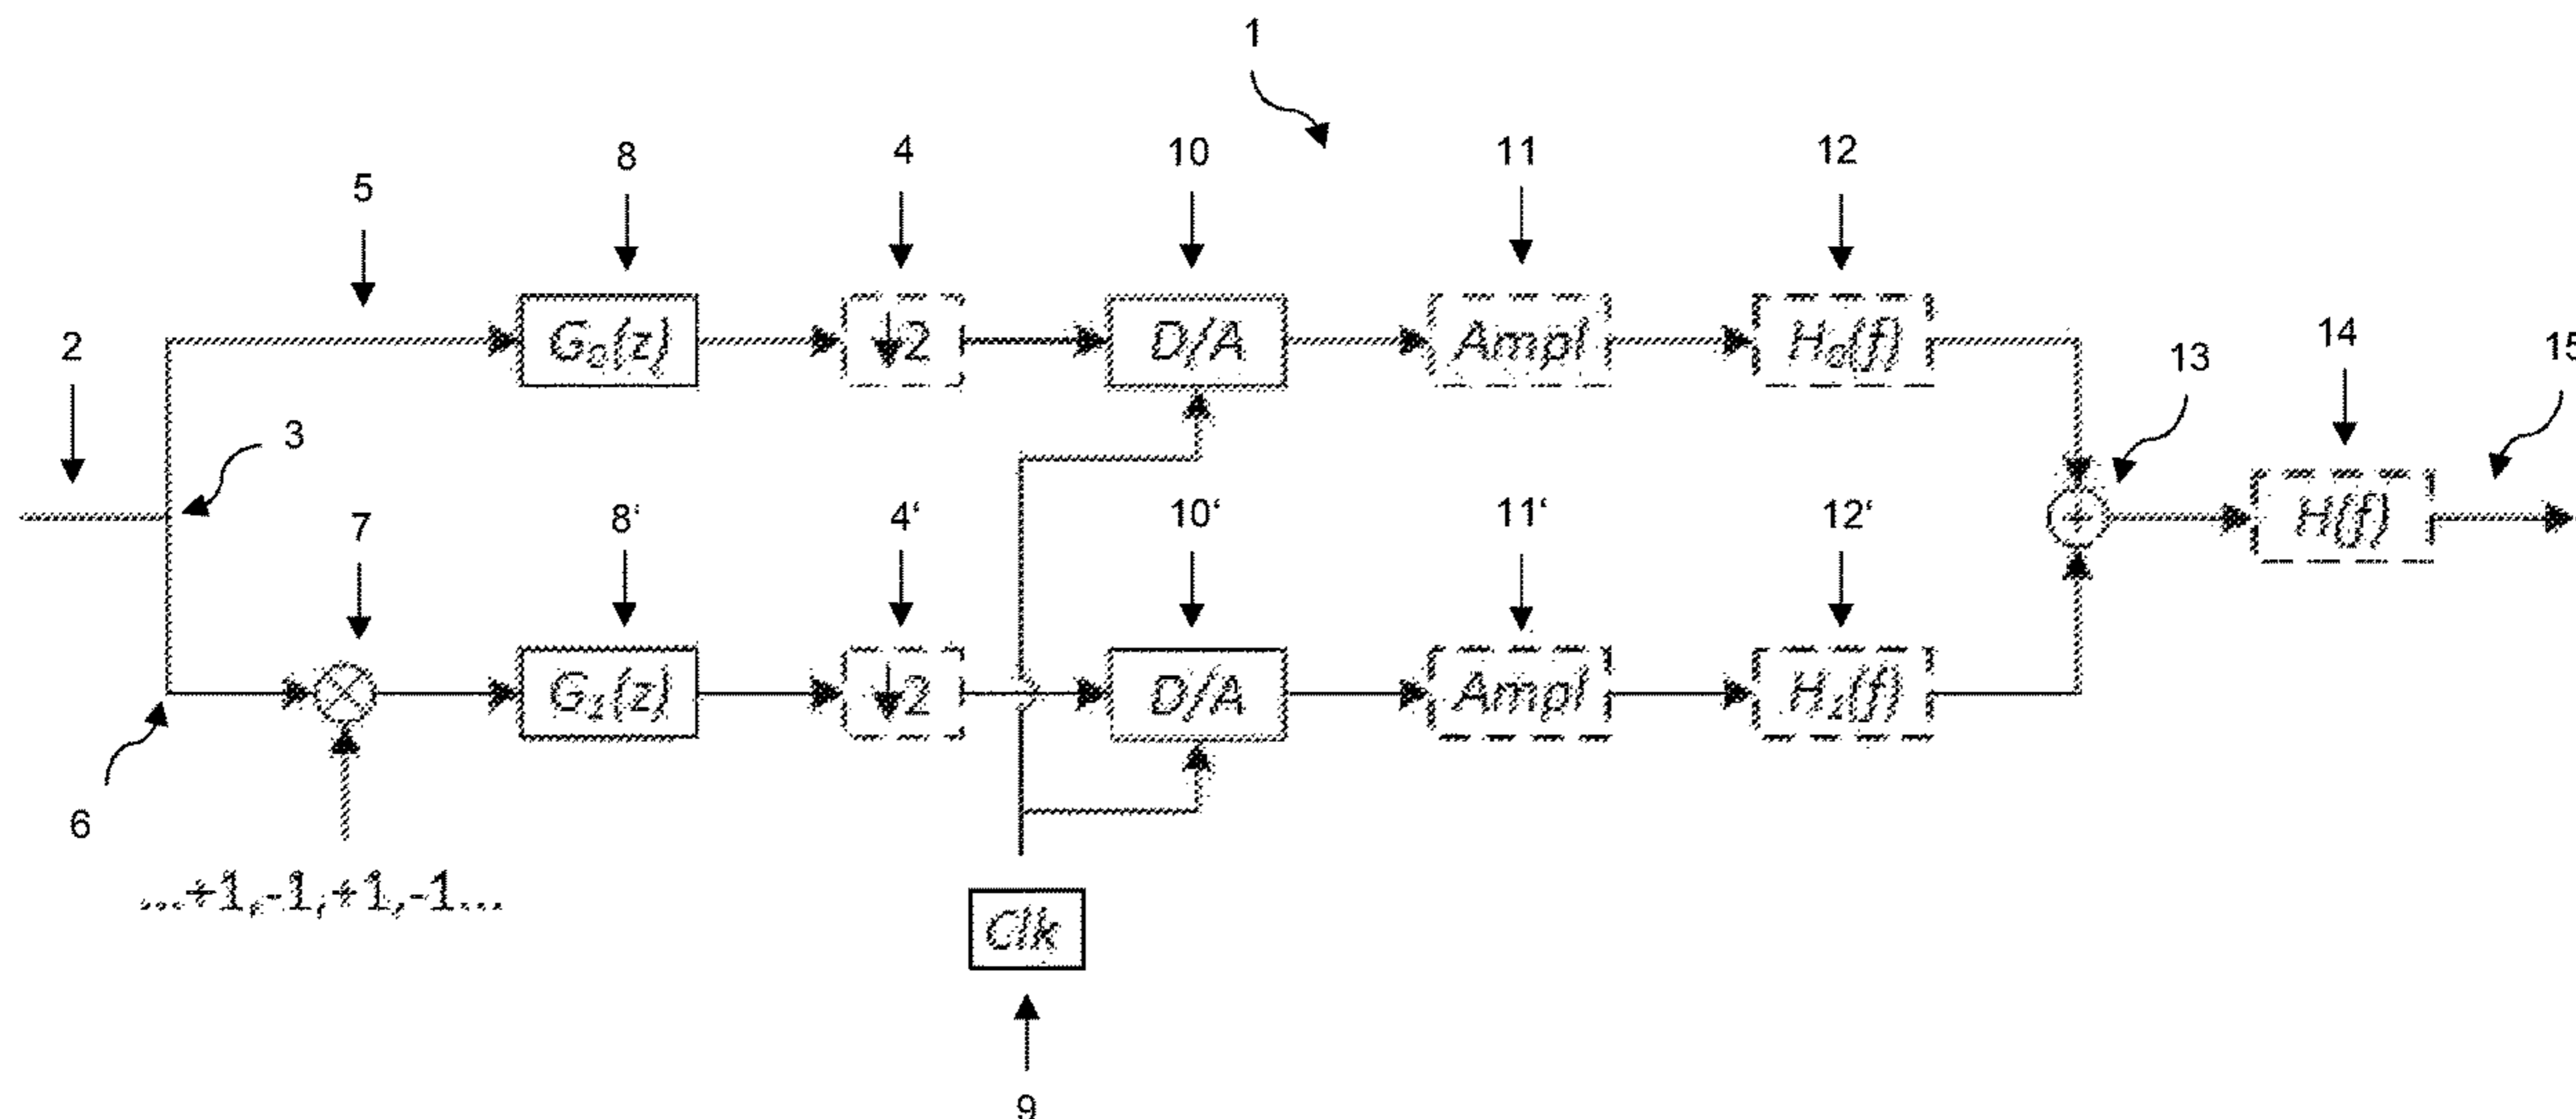 1
8
4
10
11
12
5
2
G₀(z)
↓2
D/A
Ampl
H₀(f)
14
15
13
3
7
8‘
4‘
10‘
11‘
12‘
+
H(f)
G₁(z)
↓2
D/A
Ampl
H₁(f)
6
...+1,-1,+1,-1...
Clk
9